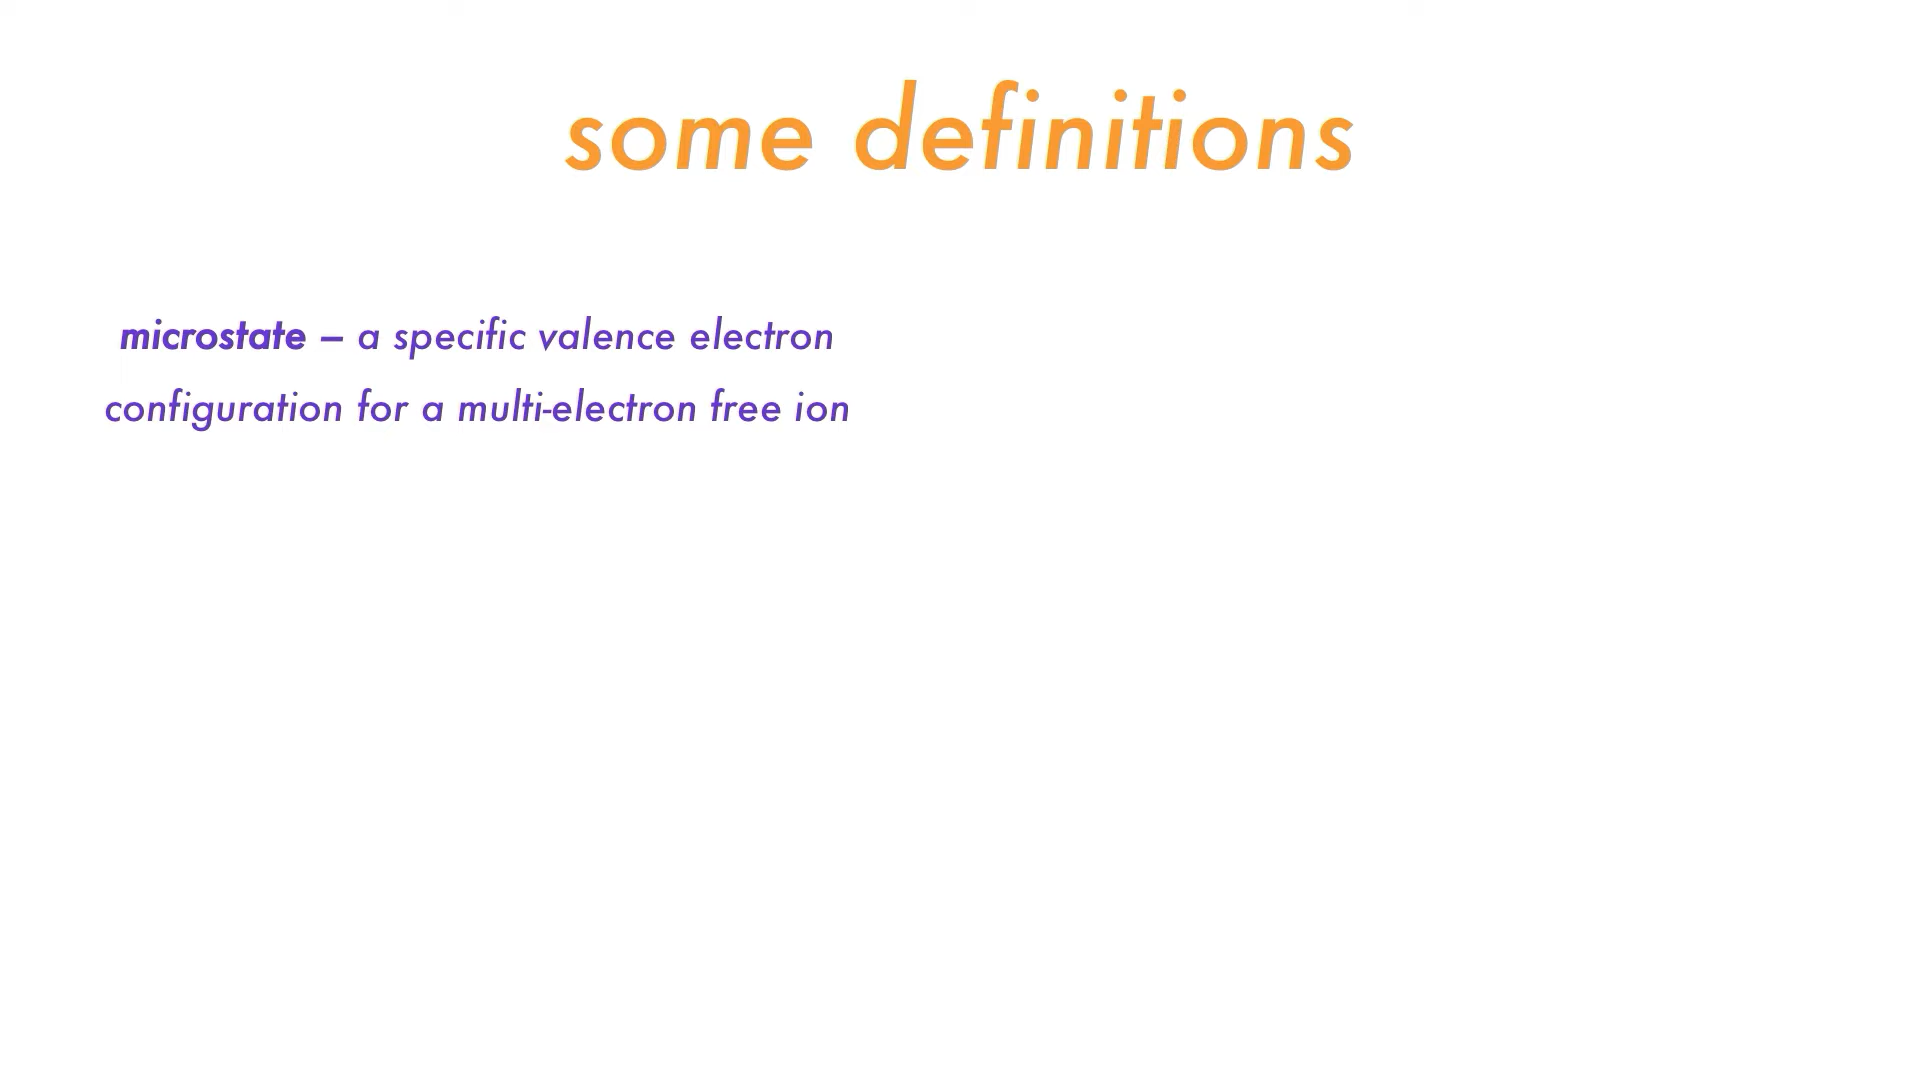 some definitions
microstate – a specific valence electron
configuration for a multi-electron free ion